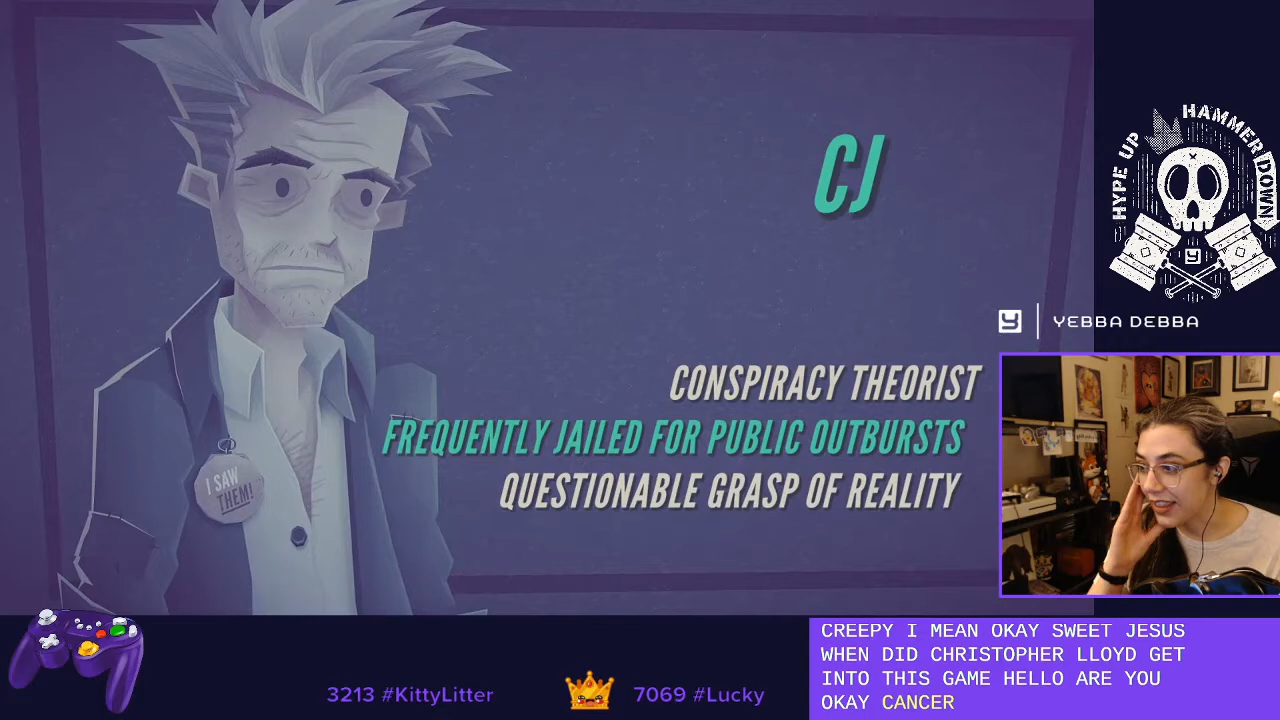 CJ
CONSPIRACY THEORIST
FREQUENTLY JAILED FOR PUBLIC OUTBURSTS
QUESTIONABLE GRASP OF REALITY
I SAW
THEM!
HYPE UP
HAMMER DOWN
Y
Y YEBBA DEBBA
CREEPY I MEAN OKAY SWEET JESUS
WHEN DID CHRISTOPHER LLOYD GET
INTO THIS GAME HELLO ARE YOU
OKAY CANCER
3213 #KittyLitter
7069 #Lucky